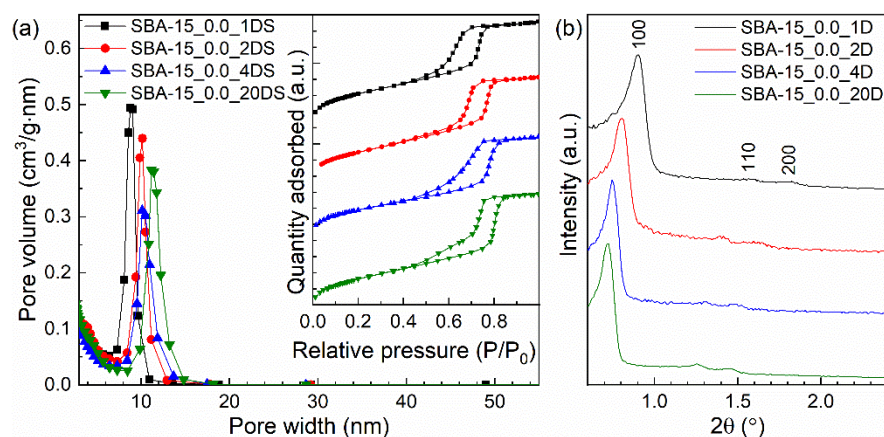 (a)
SBA-15_0.0_1DS
SBA-15_0.0_2DS
SBA-15_0.0_4DS
SBA-15_0.0_20DS
Pore volume (cm³/g·nm)
0.6
0.5
0.4
0.3
0.2
0.1
0.0
10
20
30
40
50
Pore width (nm)
Quantity adsorbed (a.u.)
0.0
0.2
0.4
0.6
0.8
Relative pressure (P/P₀)
(b)
SBA-15_0.0_1D
SBA-15_0.0_2D
SBA-15_0.0_4D
SBA-15_0.0_20D
100
110
200
Intensity (a.u.)
1.0
1.5
2.0
2θ (°)